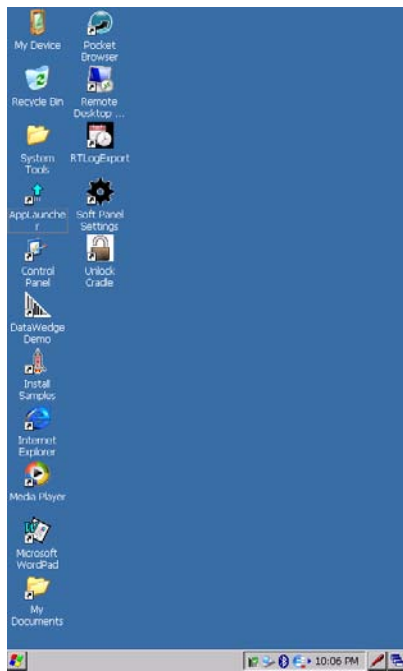 My Device
Pocket
Browser
Recycle Bin
Remote
Desktop ...
System
Tools
RTLogExport
AppLaunche
r
Soft Panel
Settings
Control
Panel
Unlock
Cradle
DataWedge
Demo
Install
Samples
Internet
Explorer
Media Player
Microsoft
WordPad
My
Documents
10:06 PM